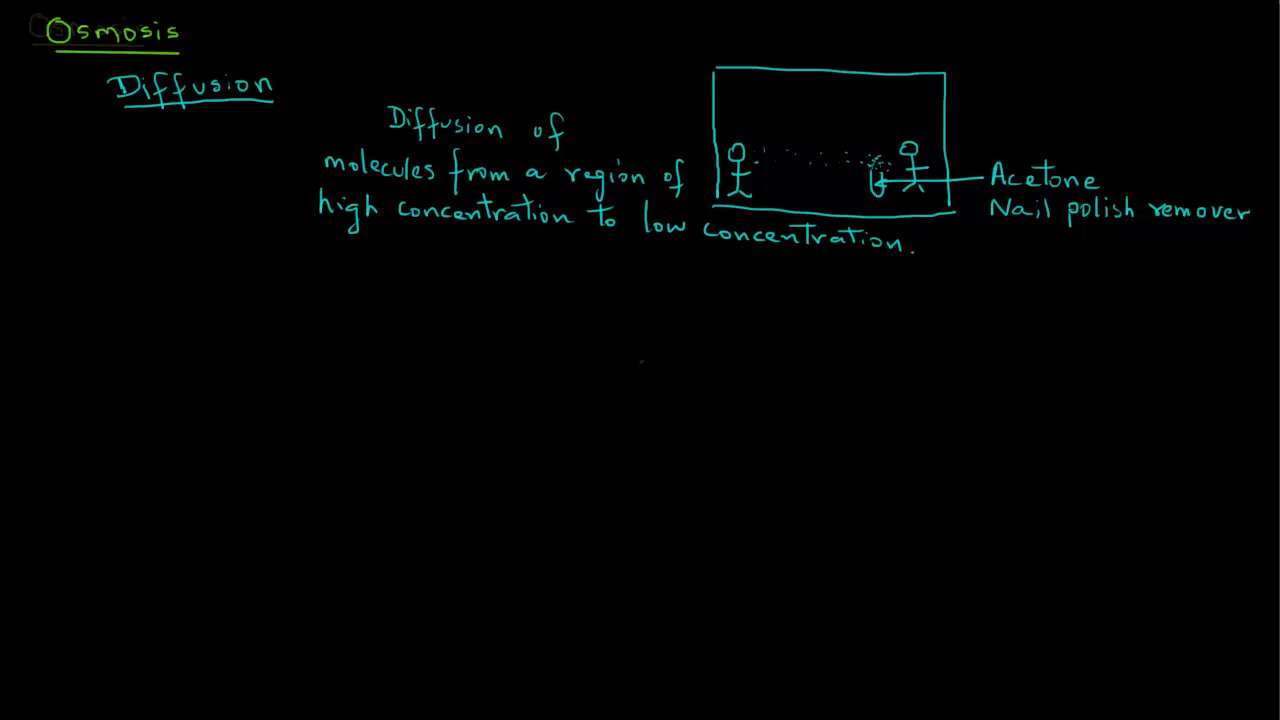 Osmosis
Diffusion
Diffusion of
molecules from a region of
high concentration to low concentration.
Acetone
Nail polish remover